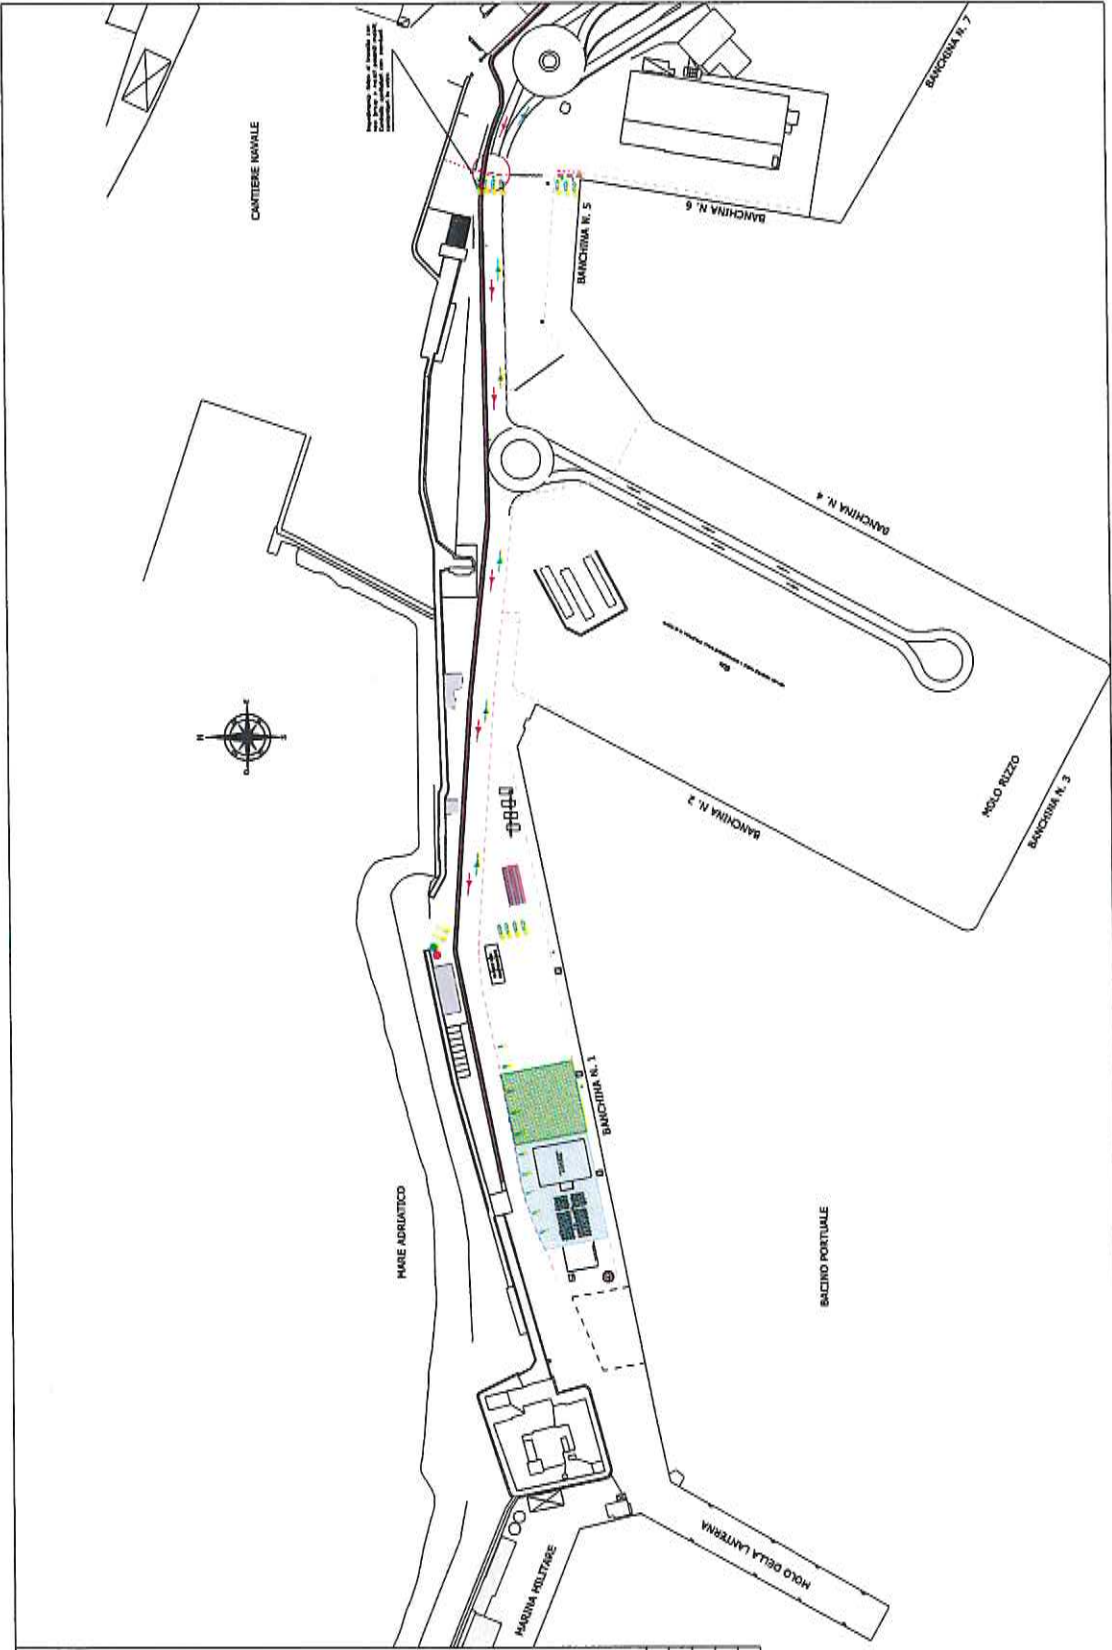 CANTIERE NAVALE
BANCHINA N. 7
BANCHINA N. 6
BANCHINA N. 5
BANCHINA N. 4
N
E
S
O
BANCHINA N. 2
MOLO RIZZO
BANCHINA N. 3
BANCHINA N. 1
MARE ADRIATICO
BACINO PORTUALE
MARINA MILITARE
MOLO DELLA LANTERNA